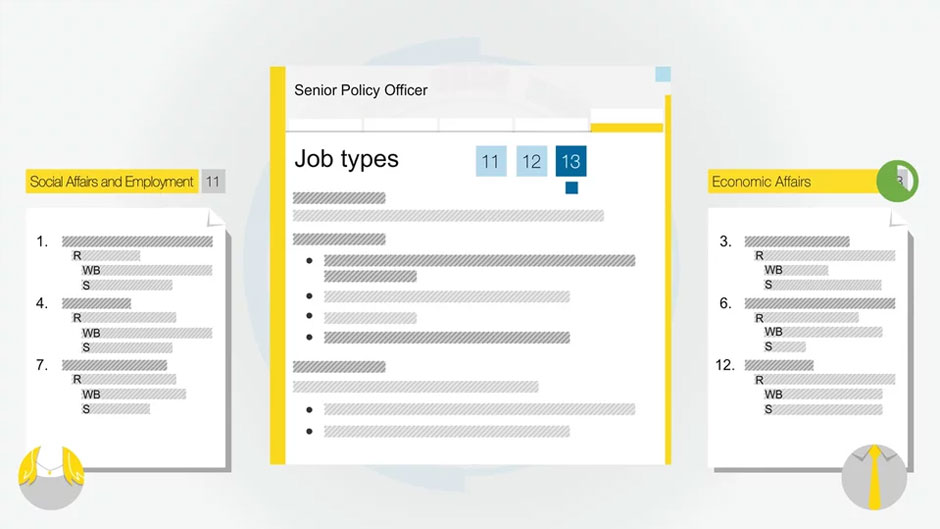 Senior Policy Officer
Job types
11 12 13
Social Affairs and Employment 11
1.
R
WB
S
4.
R
WB
S
7.
R
WB
S
Economic Affairs
3.
R
WB
S
6.
R
WB
S
12.
R
WB
S